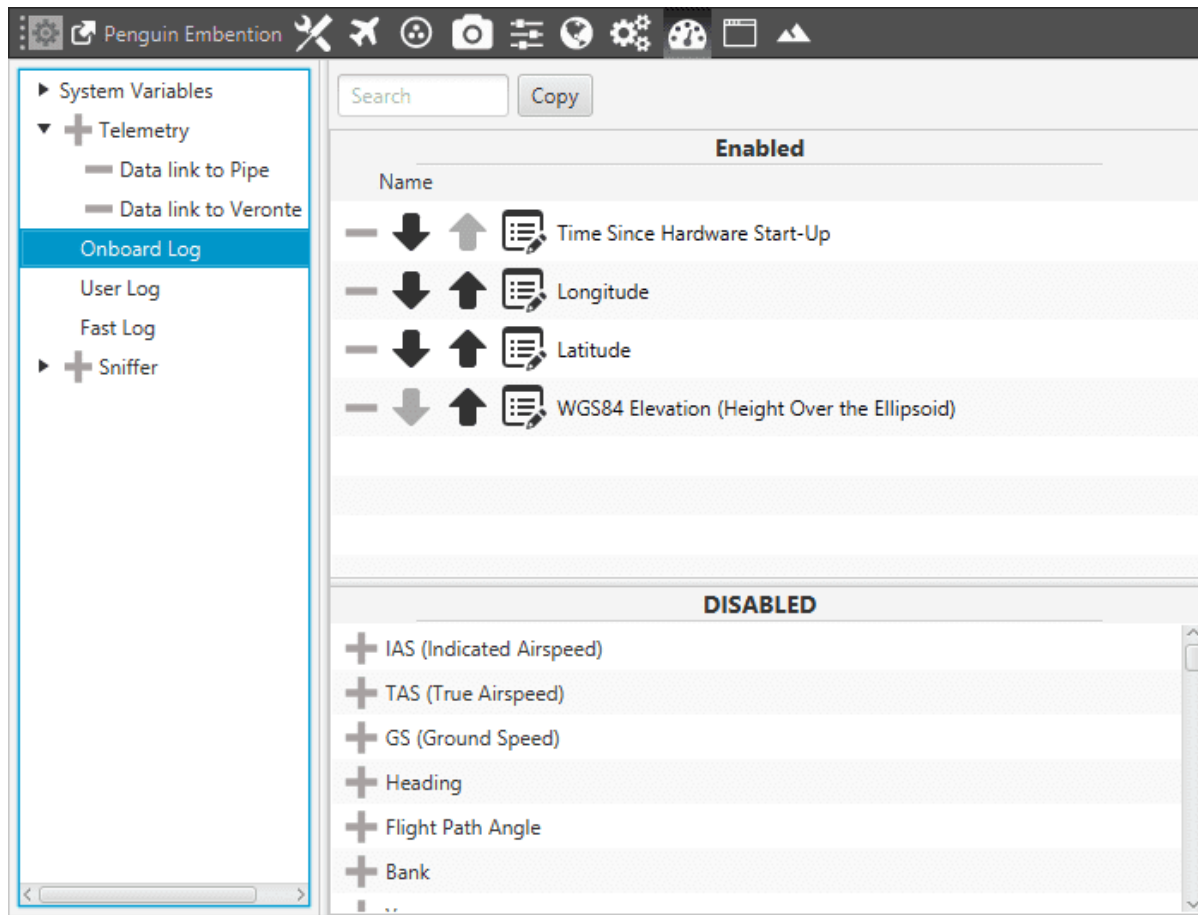 Penguin Embention
System Variables
Telemetry
Data link to Pipe
Data link to Veronte
Onboard Log
User Log
Fast Log
Sniffer
Search
Copy
Enabled
Name
Time Since Hardware Start-Up
Longitude
Latitude
WGS84 Elevation (Height Over the Ellipsoid)
DISABLED
IAS (Indicated Airspeed)
TAS (True Airspeed)
GS (Ground Speed)
Heading
Flight Path Angle
Bank